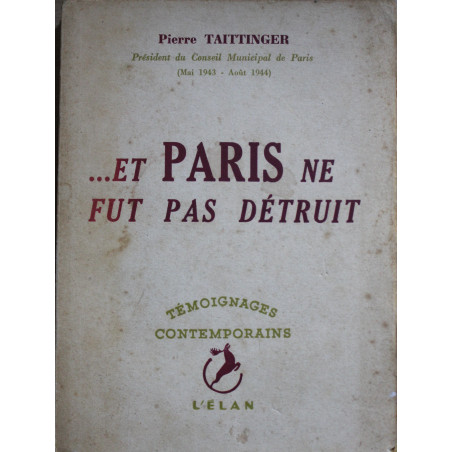 Pierre TAITTINGER
Président du Conseil Municipal de Paris
(Mai 1943 - Août 1944)
...ET PARIS NE
FUT PAS DÉTRUIT
TÉMOIGNAGES
CONTEMPORAINS
L'ÉLAN